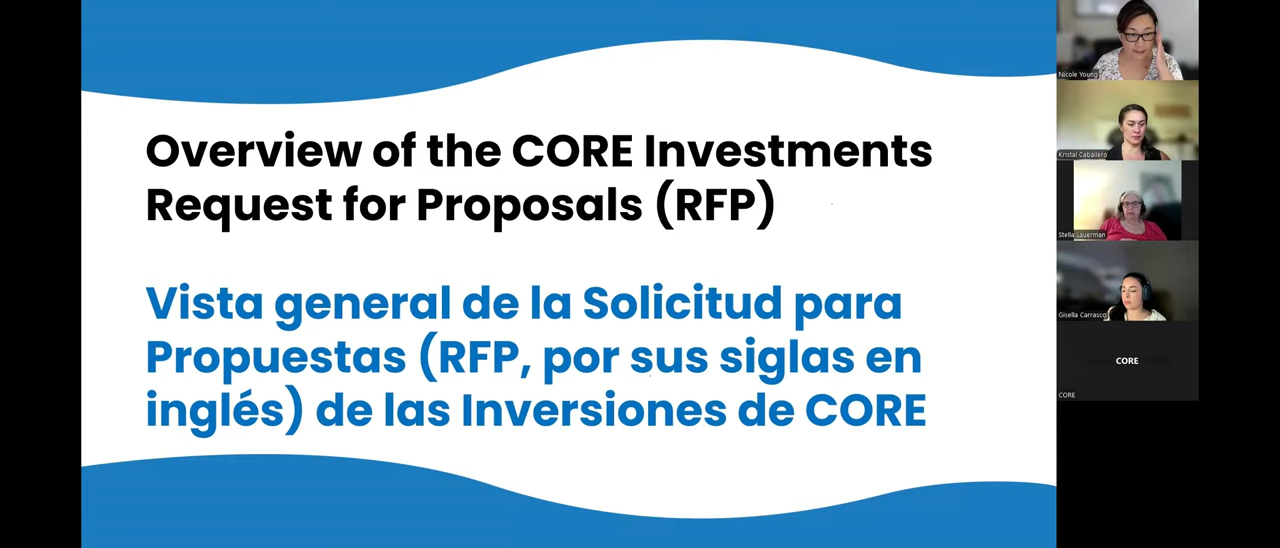 Overview of the CORE Investments
Request for Proposals (RFP)
Vista general de la Solicitud para
Propuestas (RFP, por sus siglas en
inglés) de las Inversiones de CORE
Nicole Young
Kristal Caballero
Stella Lauerman
Gisella Carrasco
CORE
CORE